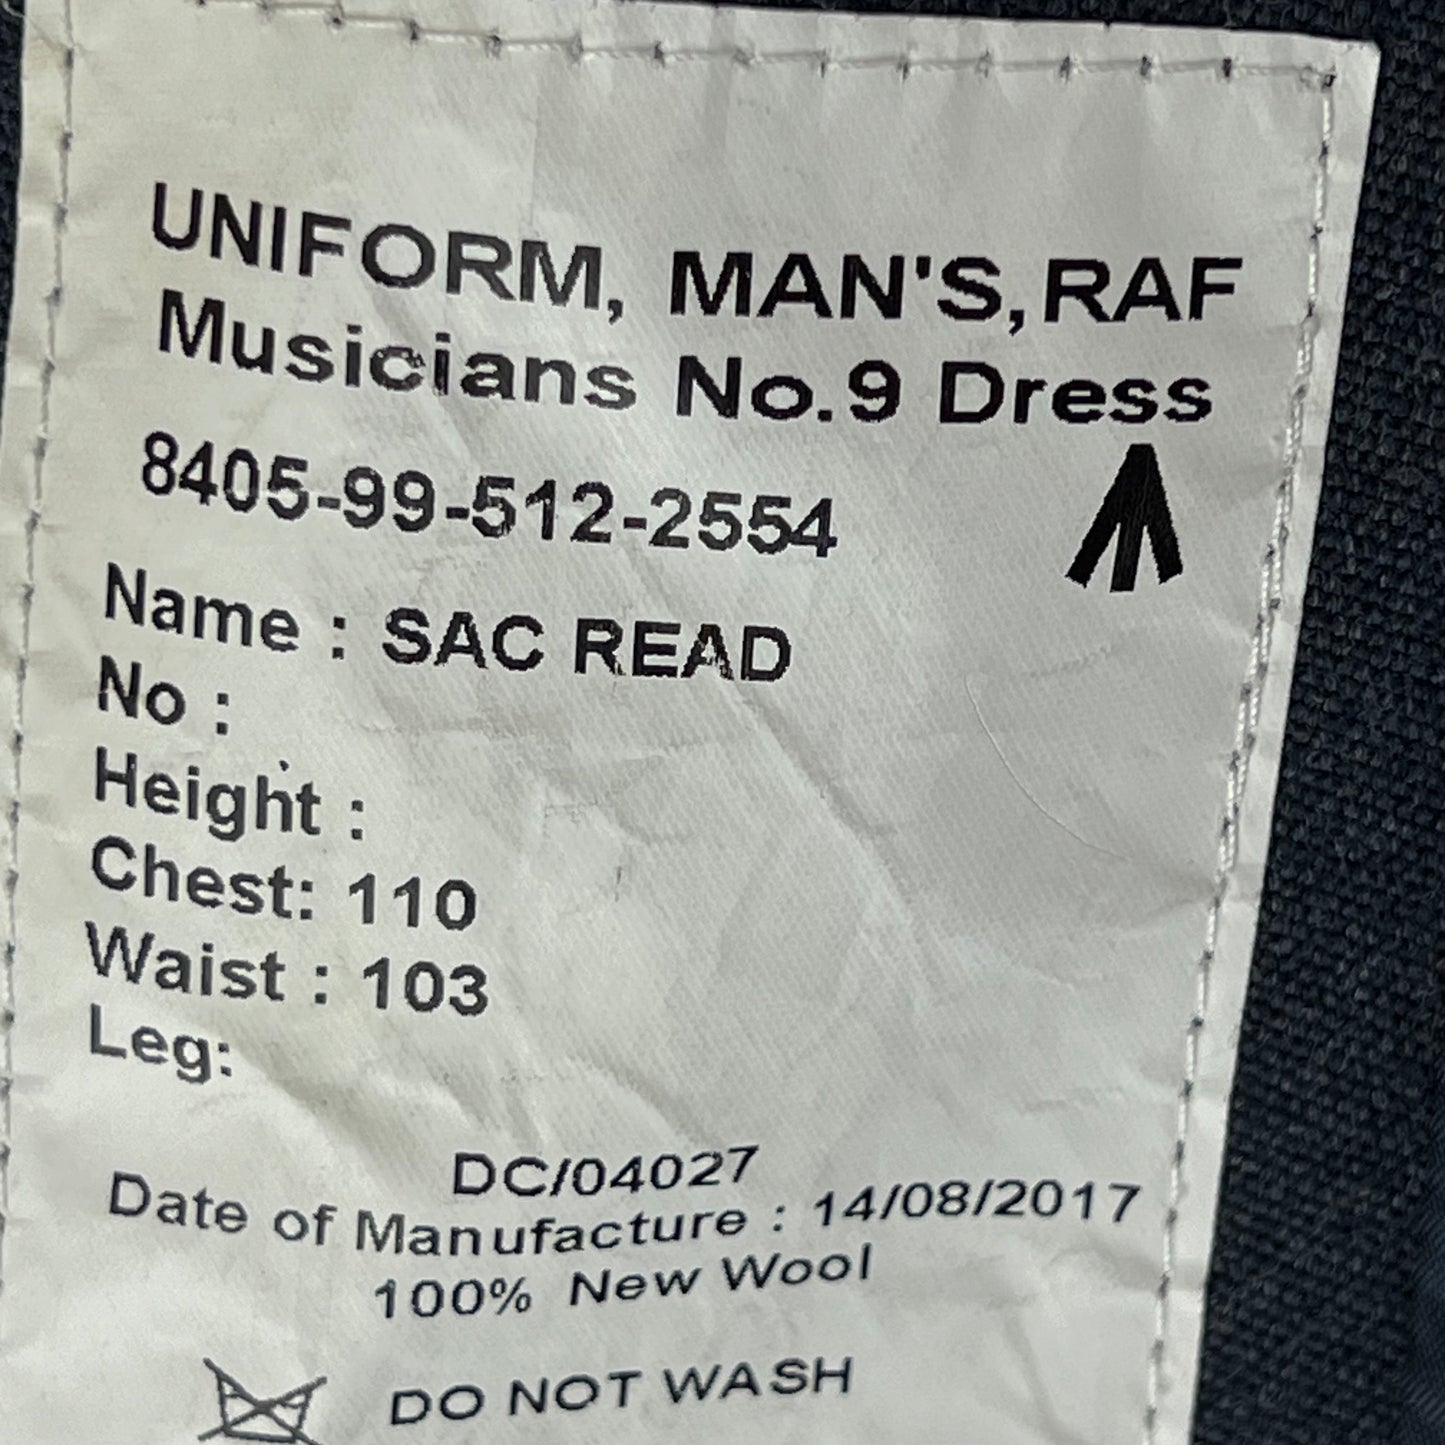 UNIFORM, MAN'S, RAF
Musicians No.9 Dress
8405-99-512-2554
Name : SAC READ
No :
Height :
Chest: 110
Waist : 103
Leg:
DC/04027
Date of Manufacture : 14/08/2017
100% New Wool
DO NOT WASH